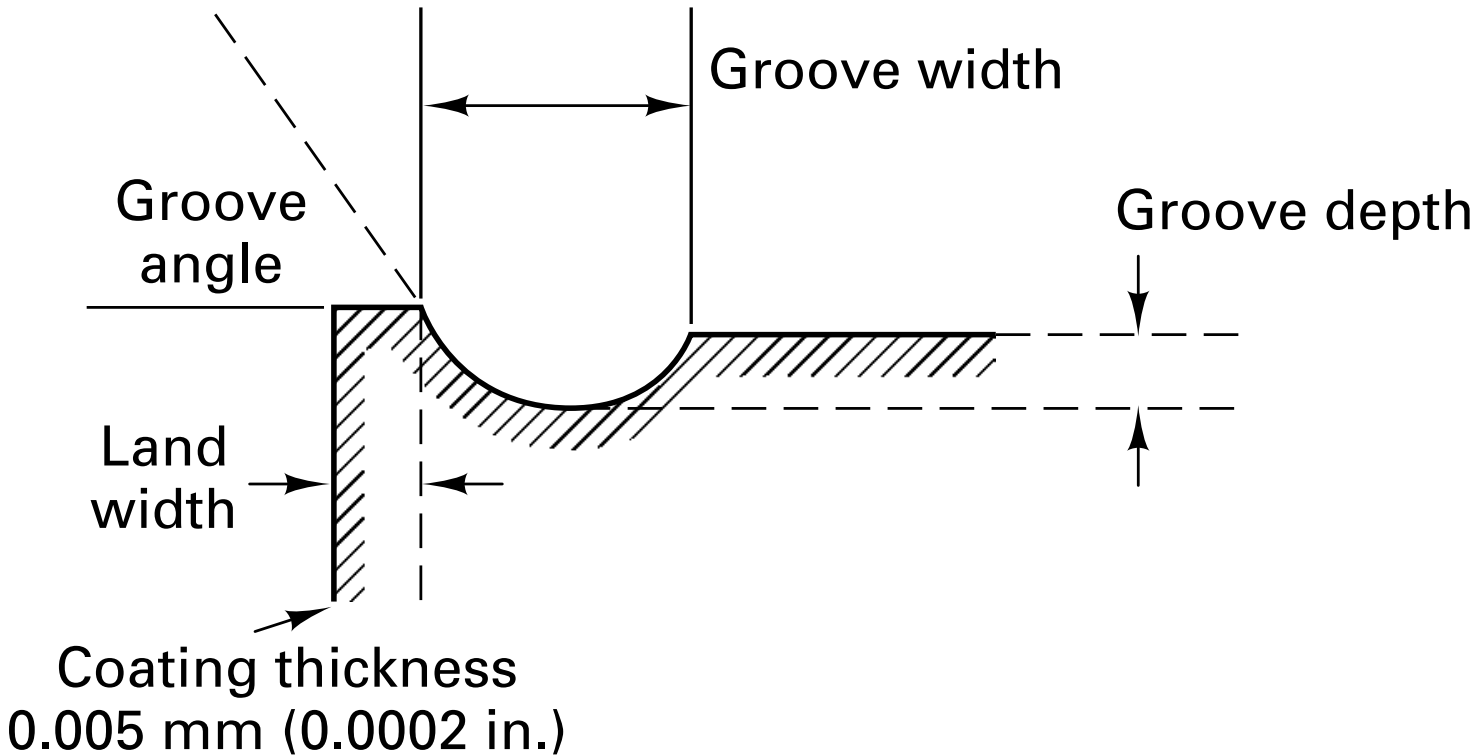 Groove width
Groove
angle
Groove depth
Land
width
Coating thickness
0.005 mm (0.0002 in.)